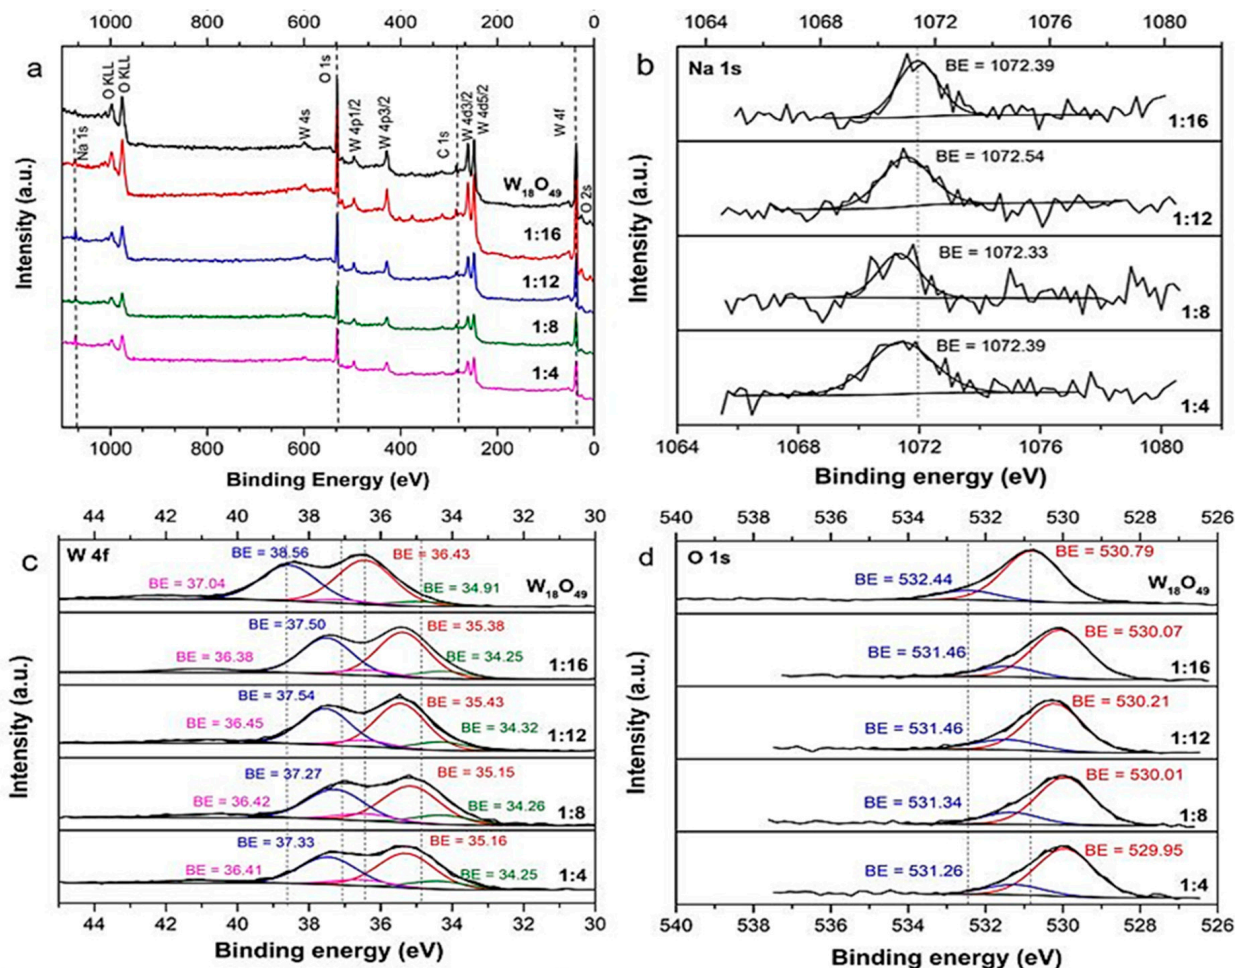 1000 800 600 400 200 0
a
O KLL
O KLL
Na 1s
W 4s
O 1s
W 4p1/2
W 4p3/2
C 1s
W 4d3/2
W 4d5/2
W 4f
O 2s
W18O49
1:16
1:12
1:8
1:4
Intensity (a.u.)
1000 800 600 400 200 0
Binding Energy (eV)
1064 1068 1072 1076 1080
b
Na 1s
BE = 1072.39
1:16
BE = 1072.54
1:12
BE = 1072.33
1:8
BE = 1072.39
1:4
Intensity (a.u.)
1064 1068 1072 1076 1080
Binding energy (eV)
44 42 40 38 36 34 32 30
c
W 4f
BE = 38.56
BE = 36.43
BE = 37.04
BE = 34.91
W18O49
BE = 37.50
BE = 35.38
BE = 36.38
BE = 34.25
1:16
BE = 37.54
BE = 35.43
BE = 36.45
BE = 34.32
1:12
BE = 37.27
BE = 35.15
BE = 36.42
BE = 34.26
1:8
BE = 37.33
BE = 35.16
BE = 36.41
BE = 34.25
1:4
Intensity (a.u.)
44 42 40 38 36 34 32 30
Binding energy (eV)
540 538 536 534 532 530 528 526
d
O 1s
BE = 530.79
BE = 532.44
W18O49
BE = 530.07
BE = 531.46
1:16
BE = 530.21
BE = 531.46
1:12
BE = 530.01
BE = 531.34
1:8
BE = 529.95
BE = 531.26
1:4
Intensity (a.u.)
540 538 536 534 532 530 528 526
Binding energy (eV)